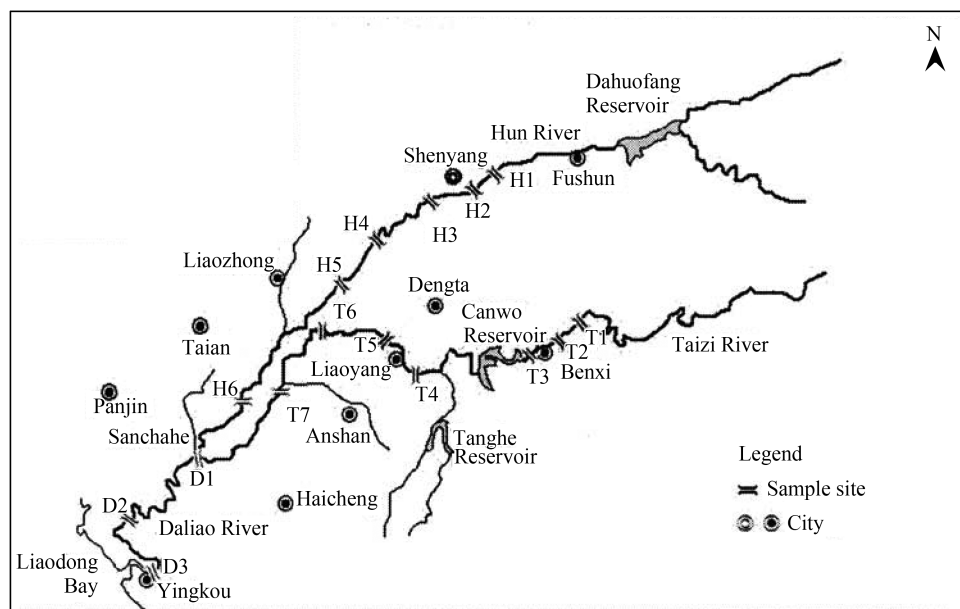 N
Dahuofang
Reservoir
Hun River
Shenyang
H1
Fushun
H2
H3
H4
Liaozhong
H5
Dengta
T6
Canwo
Reservoir
T1
Taian
T5
T2
Taizi River
Liaoyang
T3
Benxi
T4
H6
Panjin
T7
Sanchahe
Anshan
Tanghe
Reservoir
D1
Legend
Sample site
D2
Haicheng
Daliao River
City
Liaodong
Bay
D3
Yingkou